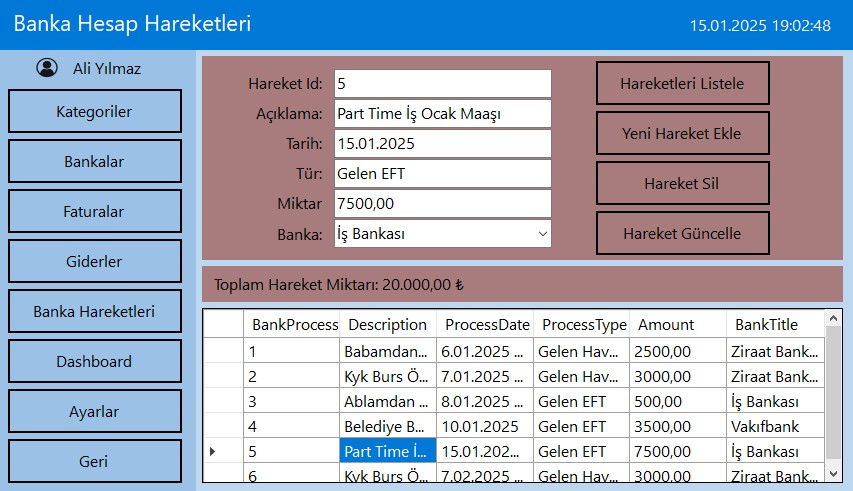 Banka Hesap Hareketleri
15.01.2025 19:02:48
Ali Yılmaz
Kategoriler
Bankalar
Faturalar
Giderler
Banka Hareketleri
Dashboard
Ayarlar
Geri
Hareket Id: 5
Açıklama: Part Time İş Ocak Maaşı
Tarih: 15.01.2025
Tür: Gelen EFT
Miktar 7500,00
Banka: İş Bankası
Hareketleri Listele
Yeni Hareket Ekle
Hareket Sil
Hareket Güncelle
Toplam Hareket Miktarı: 20.000,00 ₺
BankProcess Description ProcessDate ProcessType Amount BankTitle
1 Babamdan... 6.01.2025 ... Gelen Hav... 2500,00 Ziraat Bank...
2 Kyk Burs Ö... 7.01.2025 ... Gelen Hav... 3000,00 Ziraat Bank...
3 Ablamdan ... 8.01.2025 ... Gelen EFT 500,00 İş Bankası
4 Belediye B... 10.01.2025 Gelen EFT 3500,00 Vakıfbank
5 Part Time İ... 15.01.202... Gelen EFT 7500,00 İş Bankası
6 Kyk Burs Ö... 7.02.2025 ... Gelen Hav... 3000,00 Ziraat Bank...